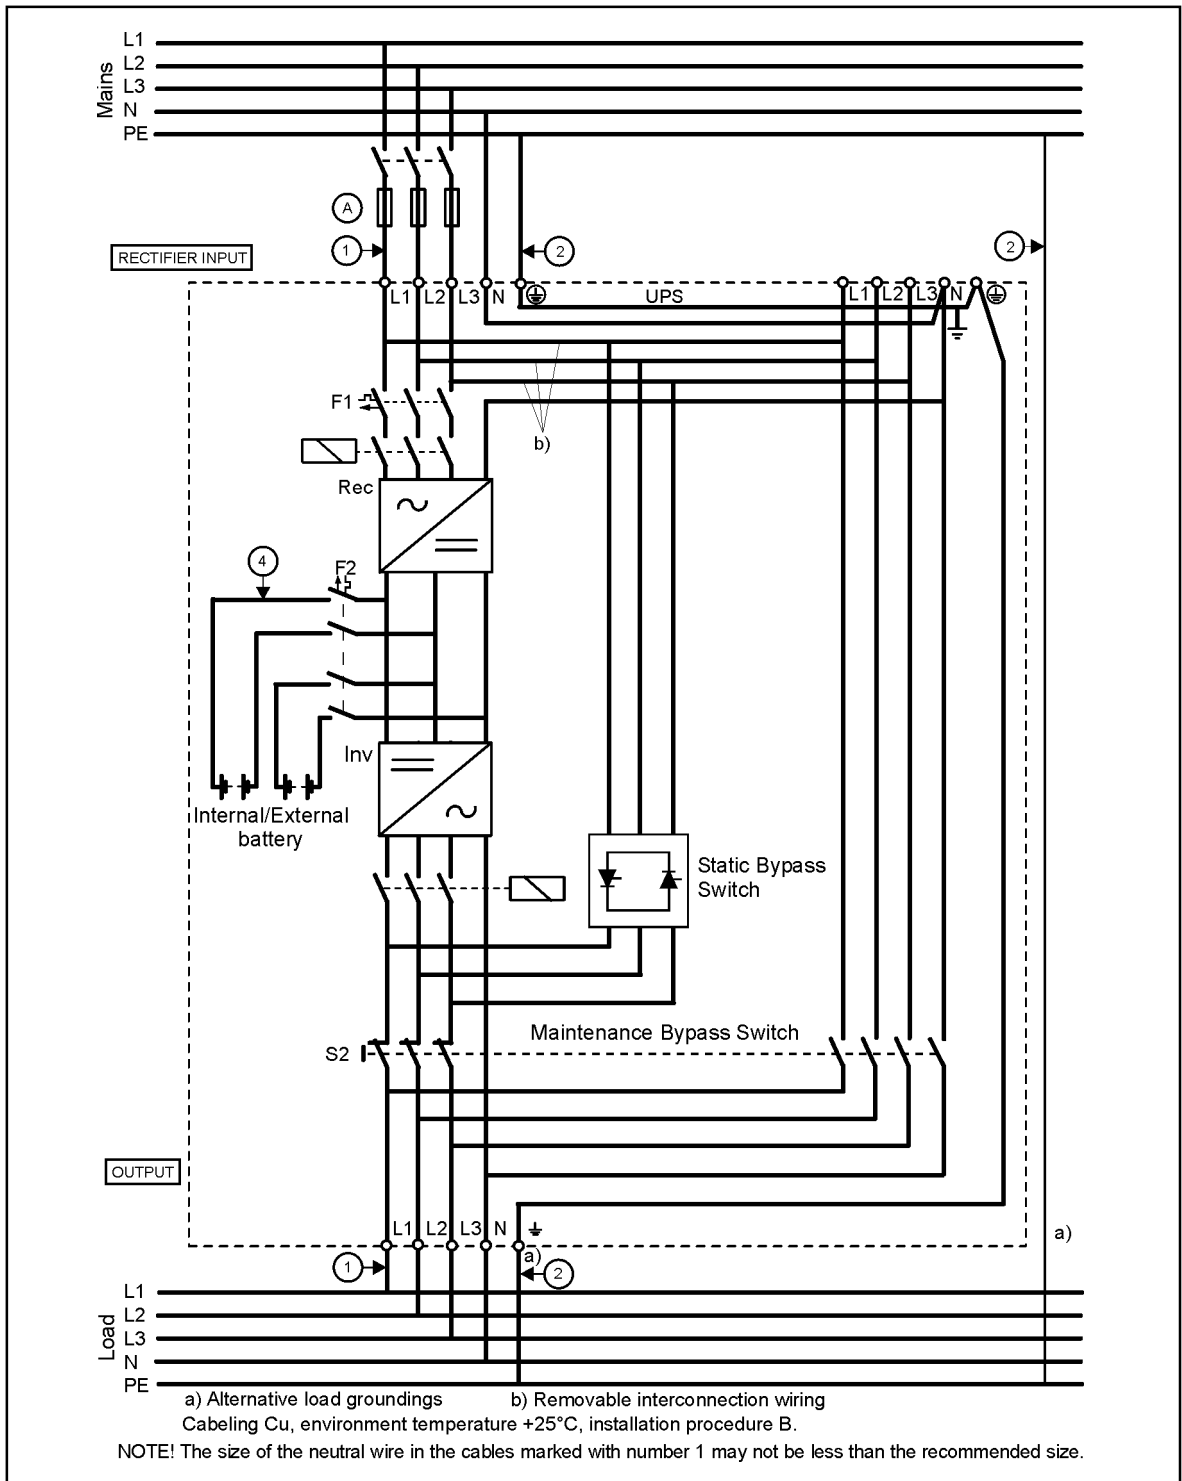 Mains
L1
L2
L3
N
PE
A
1
2
2
RECTIFIER INPUT
L1 L2 L3 N
UPS
L1 L2 L3 N
F1
b)
Rec
4
F2
Inv
Internal/External
battery
Static Bypass
Switch
Maintenance Bypass Switch
S2
OUTPUT
L1 L2 L3 N
a)
a)
1
2
Load
L1
L2
L3
N
PE
a) Alternative load groundings b) Removable interconnection wiring
Cabeling Cu, environment temperature +25°C, installation procedure B.
NOTE! The size of the neutral wire in the cables marked with number 1 may not be less than the recommended size.